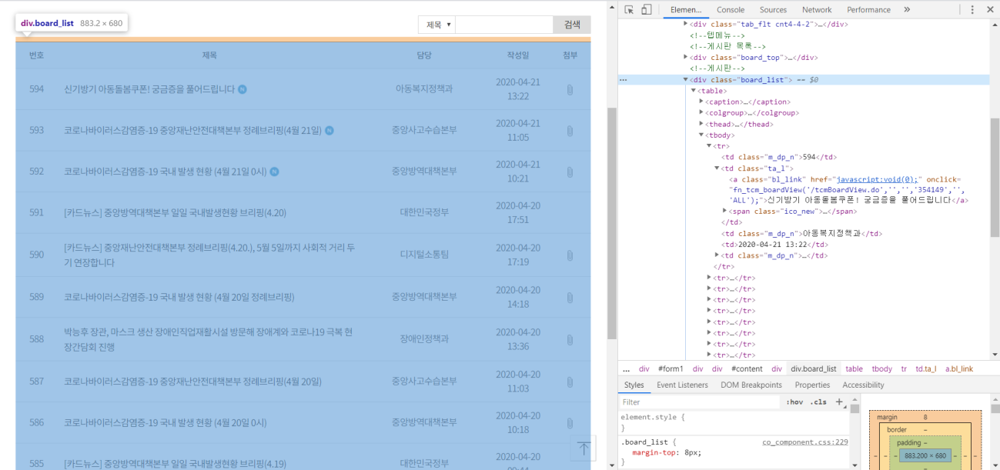 div.board_list 883.2 × 680
제목 ▼
검색
번호 제목 담당 작성일 첨부
594 신기방기 아동돌봄쿠폰! 궁금증을 풀어드립니다 N 아동복지정책과 2020-04-21
13:22
593 코로나바이러스감염증-19 중앙재난안전대책본부 정례브리핑(4월 21일) N 중앙사고수습본부 2020-04-21
11:05
592 코로나바이러스감염증-19 국내 발생 현황 (4월 21일 0시) N 중앙방역대책본부 2020-04-21
10:21
591 [카드뉴스] 중앙방역대책본부 일일 국내발생현황 브리핑(4.20) 대한민국정부 2020-04-20
17:51
590 [카드뉴스] 중앙재난안전대책본부 정례브리핑(4.20.), 5월 5일까지 사회적 거리 두
기 연장합니다 디지털소통팀 2020-04-20
17:19
589 코로나바이러스감염증-19 국내 발생 현황 (4월 20일 정례브리핑) 중앙방역대책본부 2020-04-20
14:18
588 박능후 장관, 마스크 생산 장애인직업재활시설 방문해 장애계와 코로나19 극복 현
장간담회 진행 장애인정책과 2020-04-20
13:36
587 코로나바이러스감염증-19 중앙재난안전대책본부 정례브리핑(4월 20일) 중앙사고수습본부 2020-04-20
11:03
586 코로나바이러스감염증-19 국내 발생 현황 (4월 20일 0시) 중앙방역대책본부 2020-04-20
10:18
585 [카드뉴스] 중앙방역대책본부 일일 국내발생현황 브리핑(4.19) 대한민국정부 2020-04-20
Elemen... Console Sources Network Performance »
<div class="tab_flt cnt4-4-2">…</div>
<!--텝메뉴-->
<!--게시판 목록-->
<div class="board_top">…</div>
<!--게시판-->
<div class="board_list"> == $0
<table>
<caption>…</caption>
<colgroup>…</colgroup>
<thead>…</thead>
<tbody>
<tr>
<td class="m_dp_n">594</td>
<td class="ta_l">
<a class="bl_link" href="javascript:void(0);" onclick=
"fn_tcm_boardView('/tcmBoardView.do','','','354149','',
'ALL');">신기방기 아동돌봄쿠폰! 궁금증을 풀어드립니다</a>
<span class="ico_new">…</span>
</td>
<td class="m_dp_n">아동복지정책과</td>
<td>2020-04-21 13:22</td>
<td class="m_dp_n">…</td>
</tr>
<tr>…</tr>
<tr>…</tr>
<tr>…</tr>
<tr>…</tr>
<tr>…</tr>
<tr>…</tr>
<tr>…</tr>
<tr>…</tr>
... div #form1 div div #content div div.board_list table tbody tr td.ta_l a.bl_link
Styles Event Listeners DOM Breakpoints Properties Accessibility
Filter :hov .cls +
element.style {
}
.board_list { co_component.css:229
margin-top: 8px;
}
margin 8
border –
padding –
883.200 × 680